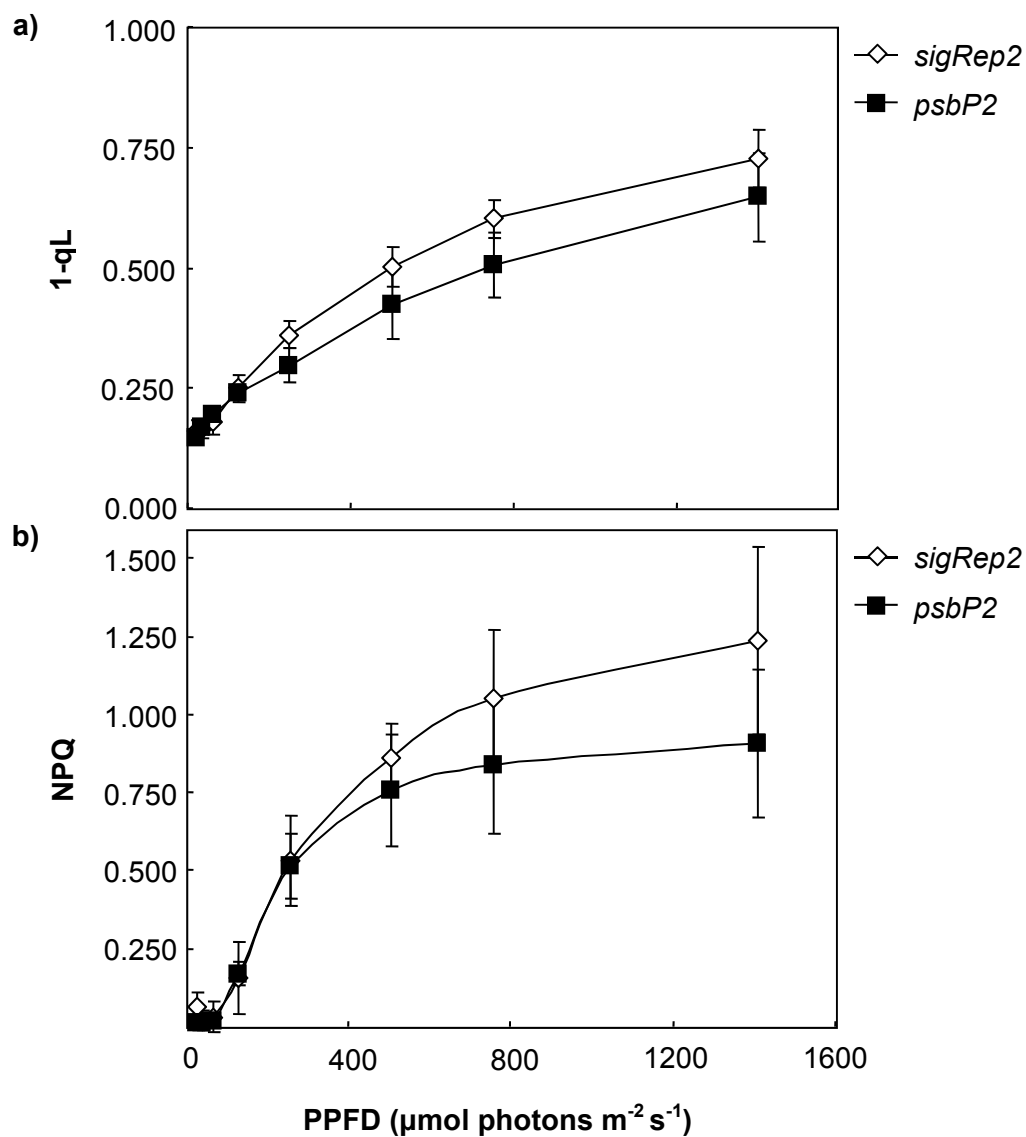 a)
1.000
0.750
0.500
0.250
0.000
1-qL
sigRep2
psbP2
b)
1.500
1.250
1.000
0.750
0.500
0.250
NPQ
sigRep2
psbP2
0 400 800 1200 1600
PPFD (µmol photons m⁻² s⁻¹)